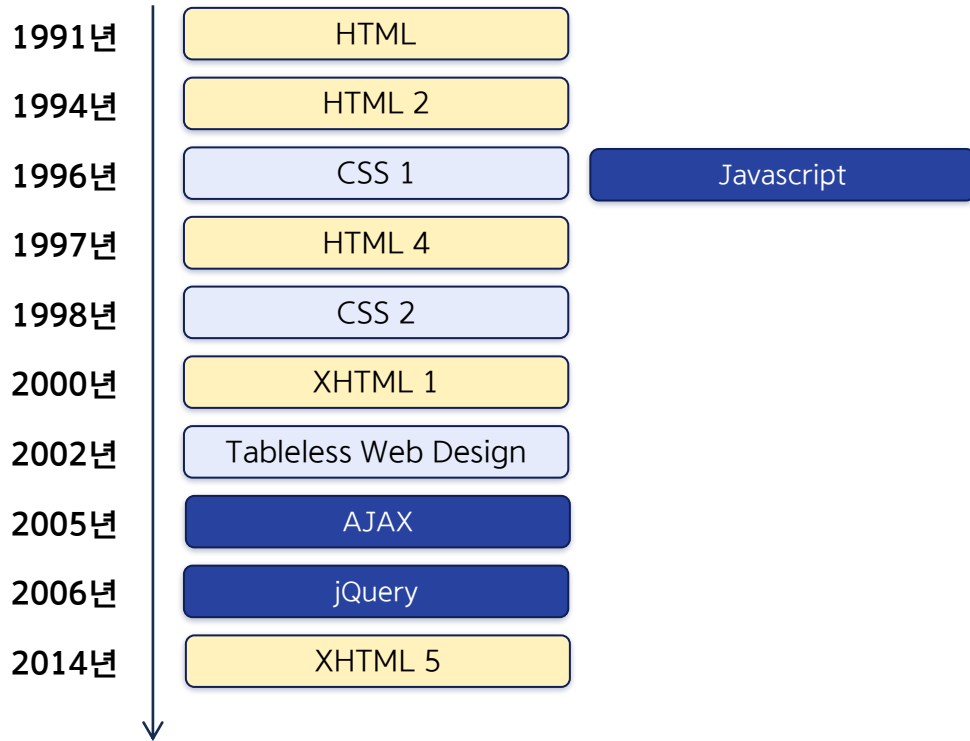 1991년 HTML
1994년 HTML 2
1996년 CSS 1 Javascript
1997년 HTML 4
1998년 CSS 2
2000년 XHTML 1
2002년 Tableless Web Design
2005년 AJAX
2006년 jQuery
2014년 XHTML 5